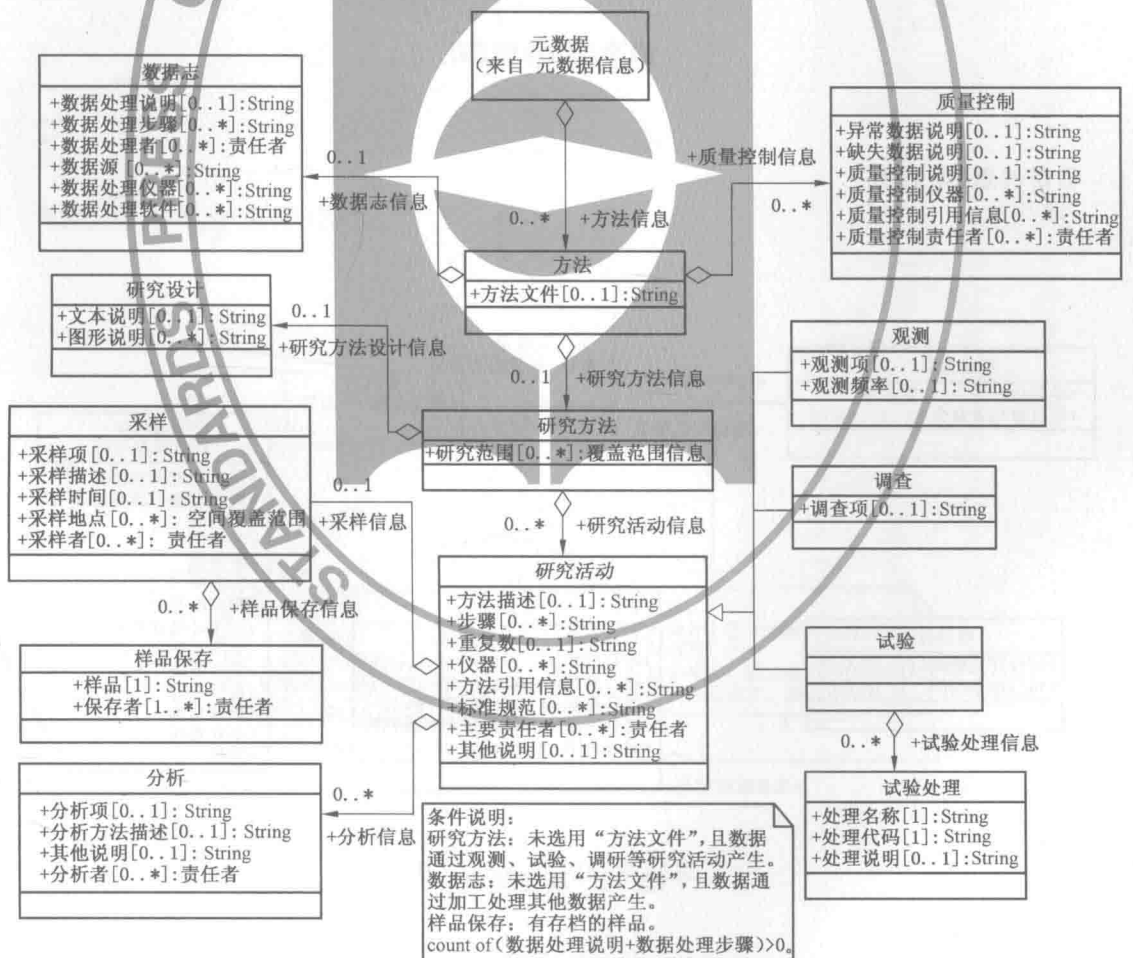 元数据
(来自 元数据信息)
数据志
+数据处理说明[0..1]:String
+数据处理步骤[0..*]:String
+数据处理者[0..*]:责任者
+数据源[0..*]:String
+数据处理仪器[0..*]:String
+数据处理软件[0..*]:String
0..1
+数据志信息
质量控制
+异常数据说明[0..1]:String
+缺失数据说明[0..1]:String
+质量控制说明[0..1]:String
+质量控制仪器[0..*]:String
+质量控制引用信息[0..*]:String
+质量控制责任者[0..*]:责任者
+质量控制信息
0..*
0..*
+方法信息
方法
+方法文件[0..1]:String
研究设计
+文本说明[0..1]:String
+图形说明[0..*]:String
0..1
+研究方法设计信息
0..1
+研究方法信息
观测
+观测项[0..1]:String
+观测频率[0..1]:String
研究方法
+研究范围[0..*]:覆盖范围信息
采样
+采样项[0..1]:String
+采样描述[0..1]:String
+采样时间[0..1]:String
+采样地点[0..*]:空间覆盖范围
+采样者[0..*]:责任者
0..1
+采样信息
0..*
+研究活动信息
调查
+调查项[0..1]:String
研究活动
+方法描述[0..1]:String
+步骤[0..*]:String
+重复数[0..1]:String
+仪器[0..*]:String
+方法引用信息[0..*]:String
+标准规范[0..*]:String
+主要责任者[0..*]:责任者
+其他说明[0..1]:String
0..*
+样品保存信息
样品保存
+样品[1]:String
+保存者[1..*]:责任者
试验
0..*
+试验处理信息
试验处理
+处理名称[1]:String
+处理代码[1]:String
+处理说明[0..1]:String
分析
+分析项[0..1]:String
+分析方法描述[0..1]:String
+其他说明[0..1]:String
+分析者[0..*]:责任者
0..*
+分析信息
条件说明:
研究方法:未选用“方法文件”,且数据
通过观测、试验、调研等研究活动产生。
数据志:未选用“方法文件”,且数据通
过加工处理其他数据产生。
样品保存:有存档的样品。
count of(数据处理说明+数据处理步骤)>0。
STANDARDS PRESS